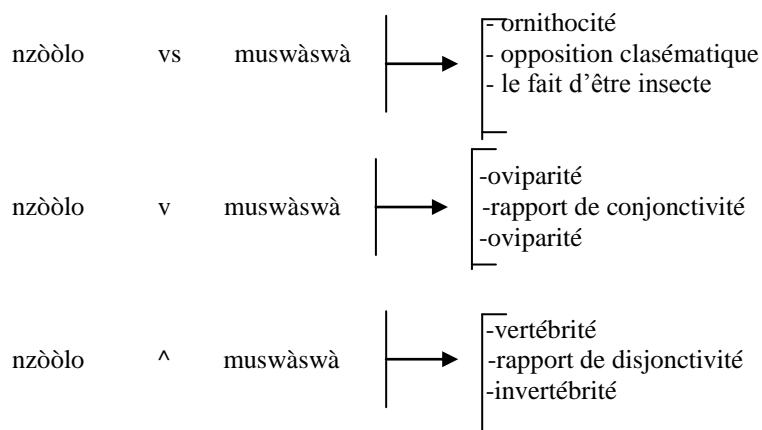 - ornithocité
nzòòlo vs muswàswà - opposition clasématique
- le fait d’être insecte
-oviparité
nzòòlo v muswàswà -rapport de conjonctivité
-oviparité
-vertébrité
nzòòlo ^ muswàswà -rapport de disjonctivité
-invertébrité